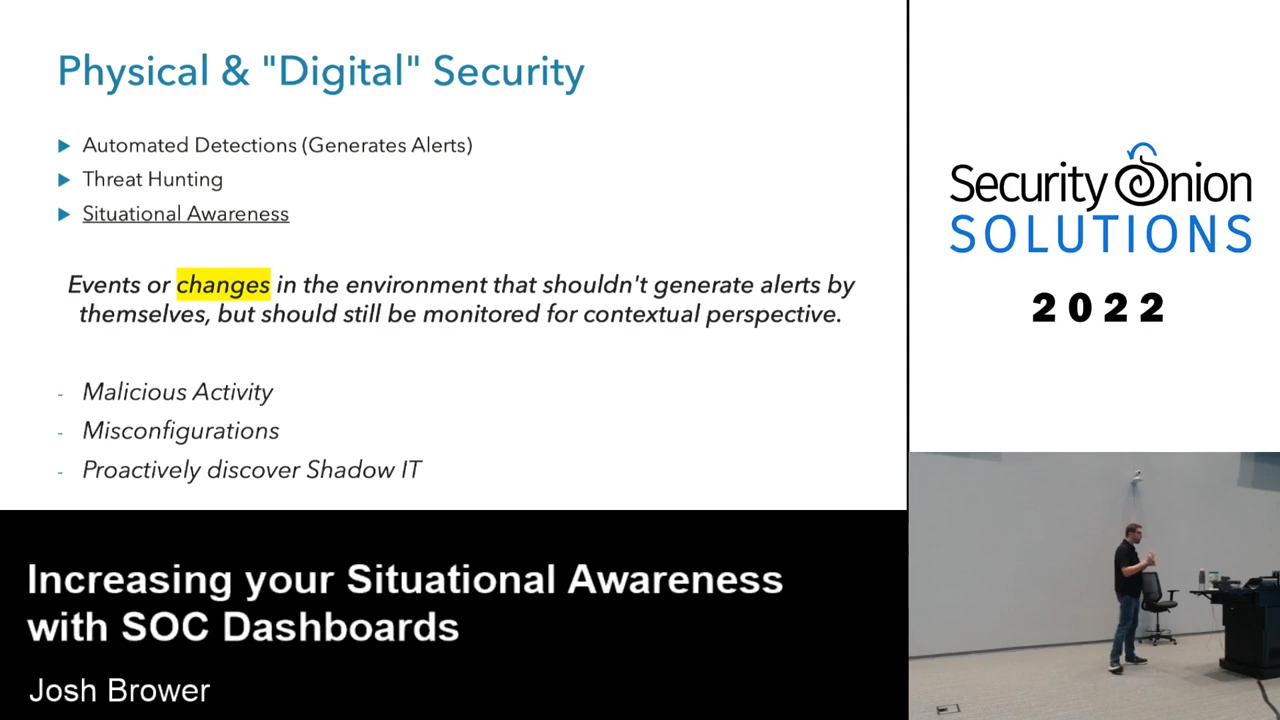 Physical & "Digital" Security
Automated Detections (Generates Alerts)
Threat Hunting
Situational Awareness
Events or changes in the environment that shouldn't generate alerts by
themselves, but should still be monitored for contextual perspective.
- Malicious Activity
- Misconfigurations
- Proactively discover Shadow IT
Increasing your Situational Awareness
with SOC Dashboards
Josh Brower
Security Onion
SOLUTIONS
2022